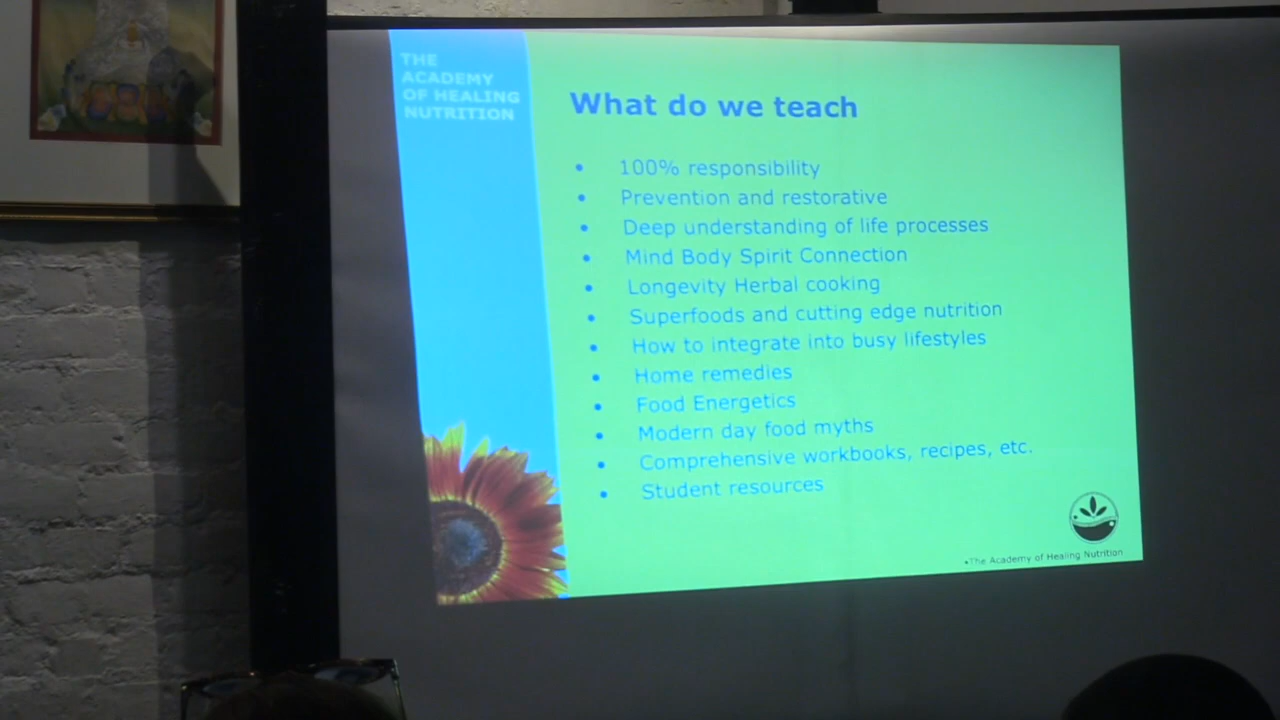 THE
ACADEMY
OF HEALING
NUTRITION
What do we teach
• 100% responsibility
• Prevention and restorative
• Deep understanding of life processes
• Mind Body Spirit Connection
• Longevity Herbal cooking
• Superfoods and cutting edge nutrition
• How to integrate into busy lifestyles
• Home remedies
• Food Energetics
• Modern day food myths
• Comprehensive workbooks, recipes, etc.
• Student resources
•The Academy of Healing Nutrition